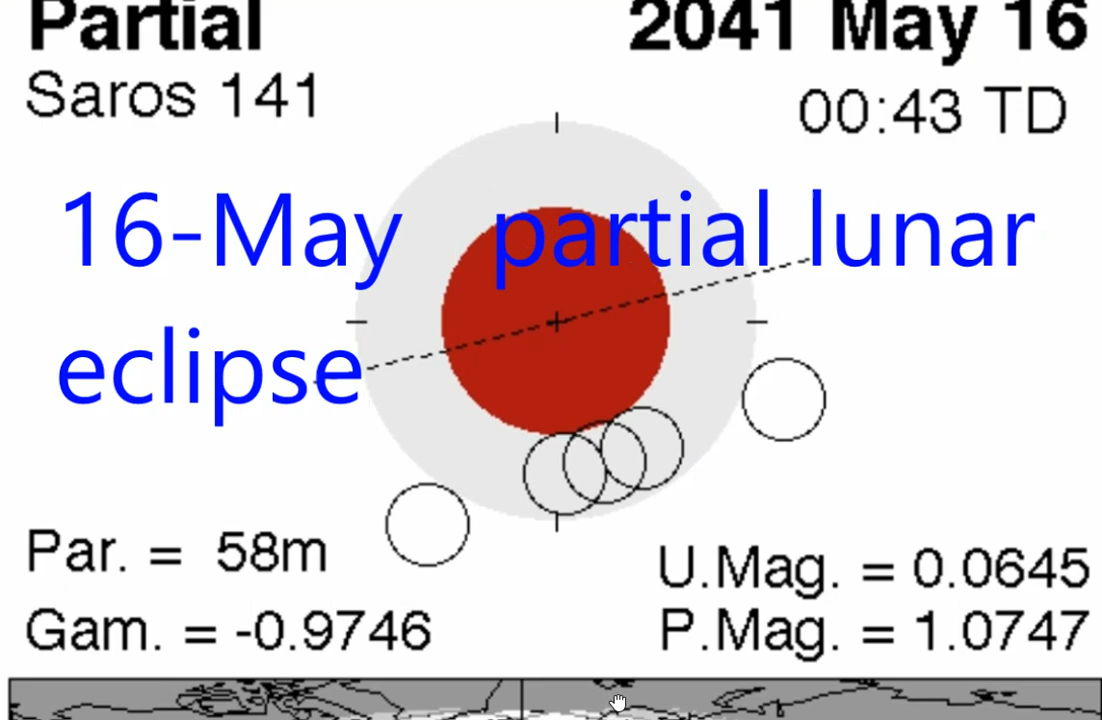 Partial 2041 May 16
Saros 141 00:43 TD
16-May partial lunar
eclipse
Par. = 58m U.Mag. = 0.0645
Gam. = -0.9746 P.Mag. = 1.0747